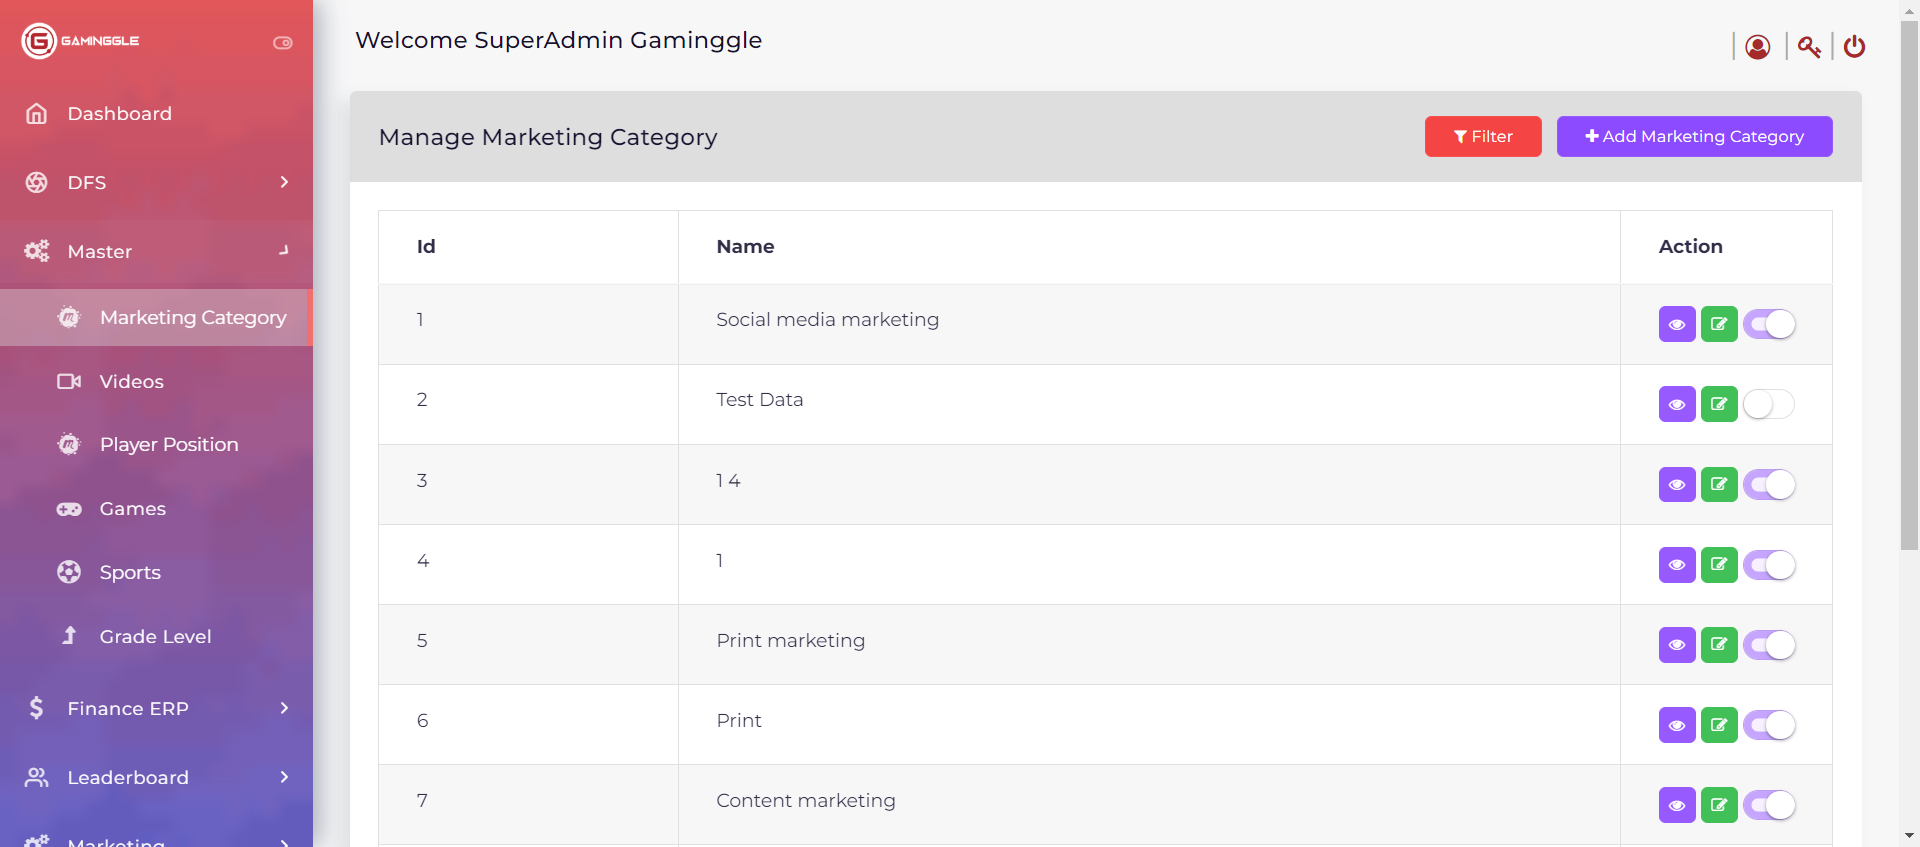 GAMINGGLE
Welcome SuperAdmin Gaminggle
Dashboard
DFS
Master
Marketing Category
Videos
Player Position
Games
Sports
Grade Level
Finance ERP
Leaderboard
Marketing
Manage Marketing Category
Filter
Add Marketing Category
Id Name Action
1 Social media marketing
2 Test Data
3 1 4
4 1
5 Print marketing
6 Print
7 Content marketing